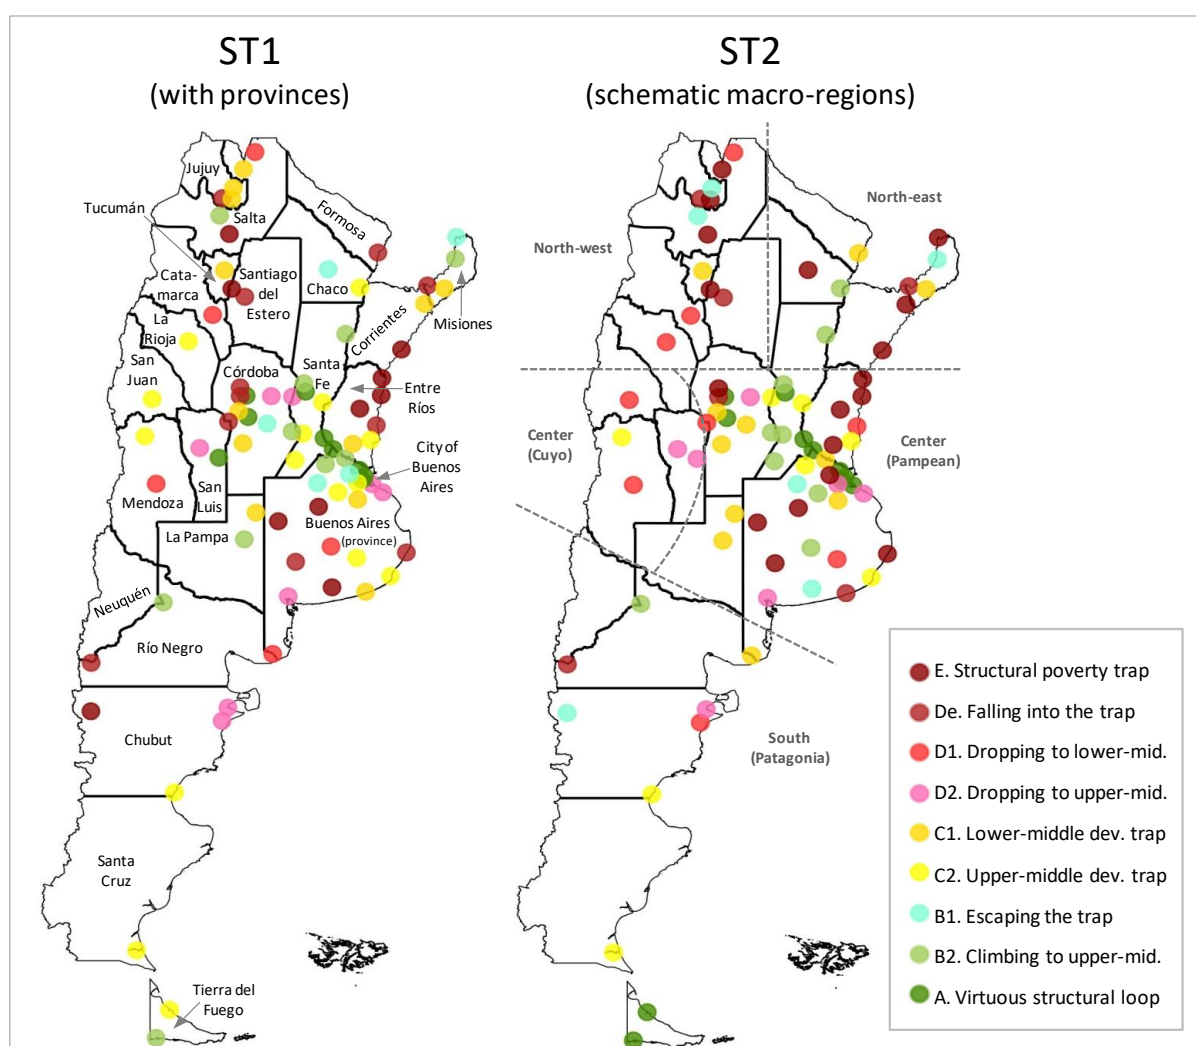 ST1
(with provinces)
ST2
(schematic macro-regions)
Jujuy
Tucumán
Salta
Formosa
Cata-
marca
Santiago
del
Estero
Chaco
Misiones
Corrientes
La
Rioja
San
Juan
Córdoba
Santa
Fe
Entre
Ríos
City of
Buenos
Aires
Mendoza
San
Luis
Buenos Aires
(province)
La Pampa
Neuquén
Río Negro
Chubut
Santa
Cruz
Tierra del
Fuego
North-east
North-west
Center
(Cuyo)
Center
(Pampean)
South
(Patagonia)
E. Structural poverty trap
De. Falling into the trap
D1. Dropping to lower-mid.
D2. Dropping to upper-mid.
C1. Lower-middle dev. trap
C2. Upper-middle dev. trap
B1. Escaping the trap
B2. Climbing to upper-mid.
A. Virtuous structural loop